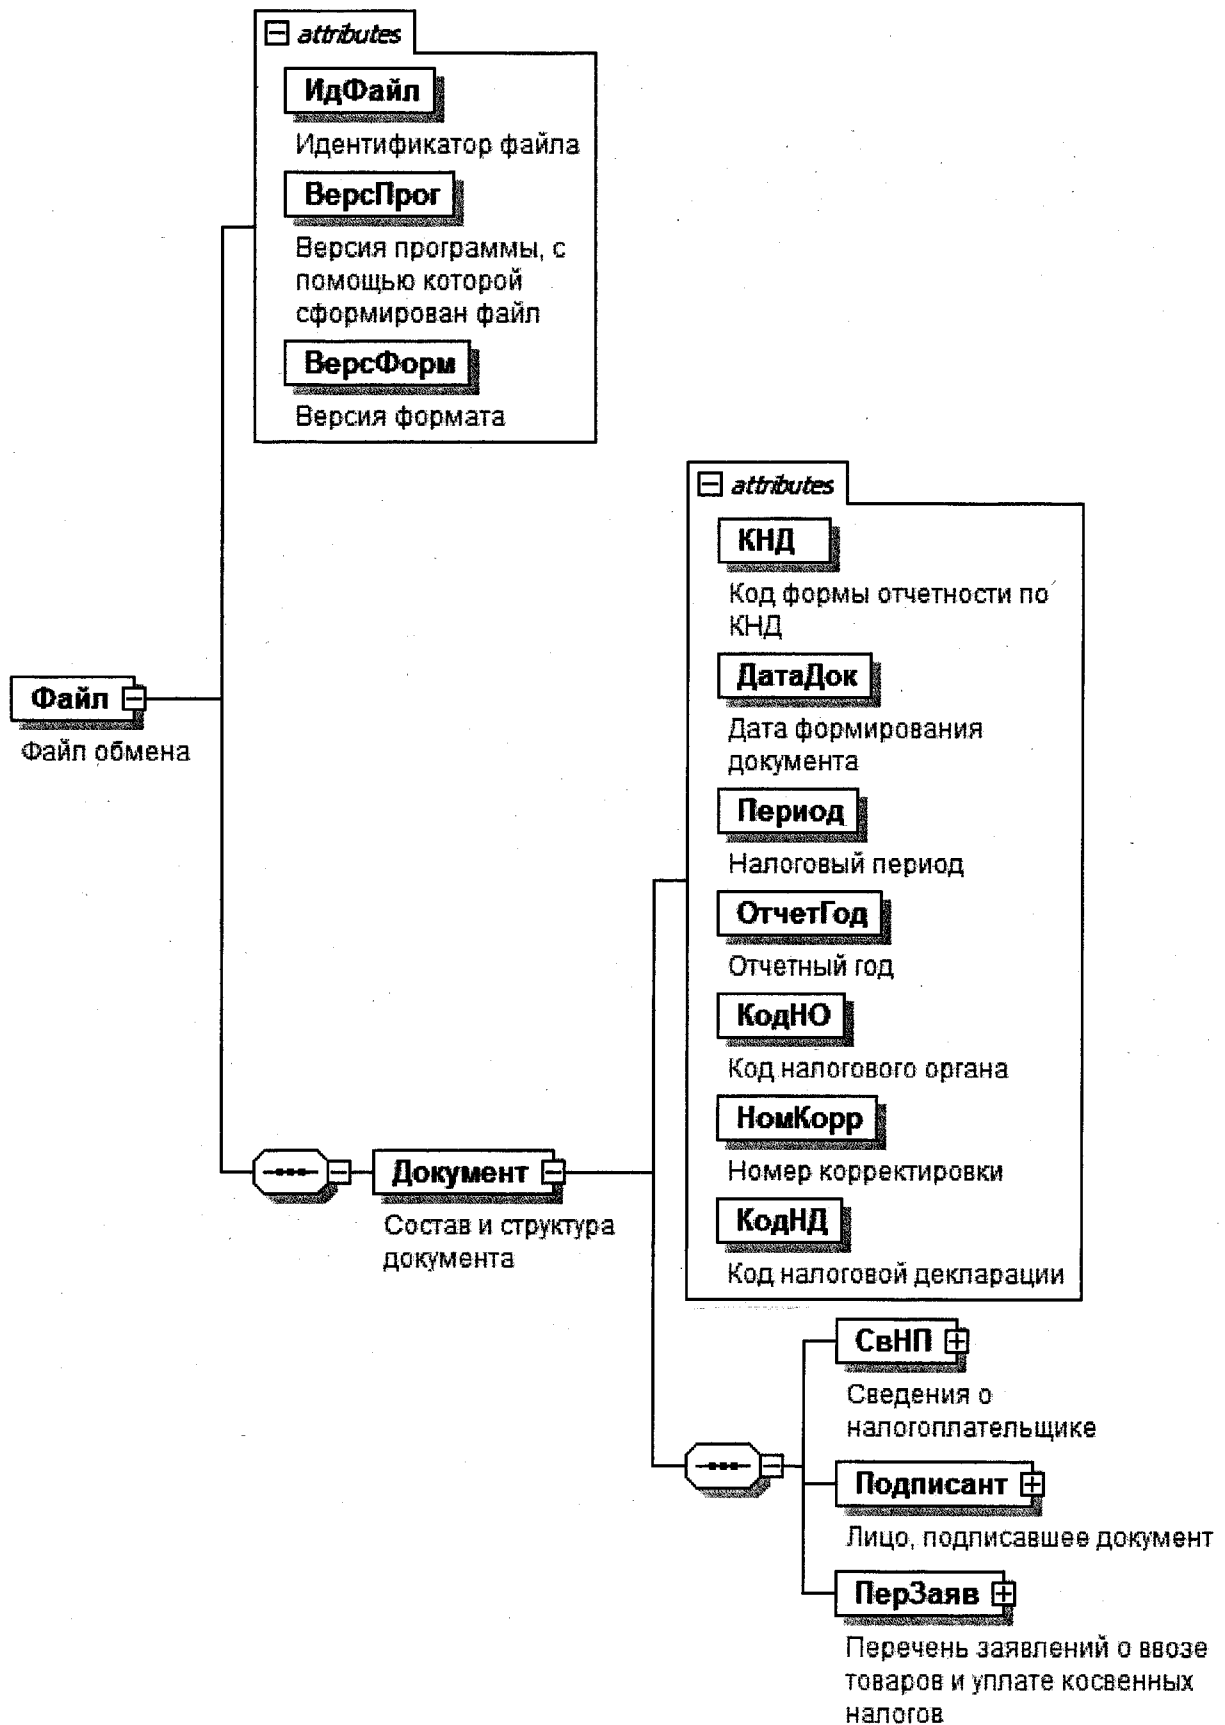 attributes
ИдФайл
Идентификатор файла
ВерсПрог
Версия программы, с
помощью которой
сформирован файл
ВерсФорм
Версия формата
Файл
Файл обмена
Документ
Состав и структура
документа
attributes
КНД
Код формы отчетности по
КНД
ДатаДок
Дата формирования
документа
Период
Налоговый период
ОтчетГод
Отчетный год
КодНО
Код налогового органа
НомКорр
Номер корректировки
КодНД
Код налоговой декларации
СвНП
Сведения о
налогоплательщике
Подписант
Лицо, подписавшее документ
ПерЗаяв
Перечень заявлений о ввозе
товаров и уплате косвенных
налогов